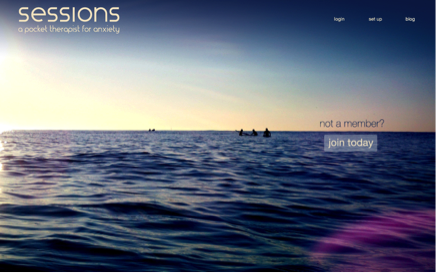 sessions
a pocket therapist for anxiety
login set up blog
not a member?
join today